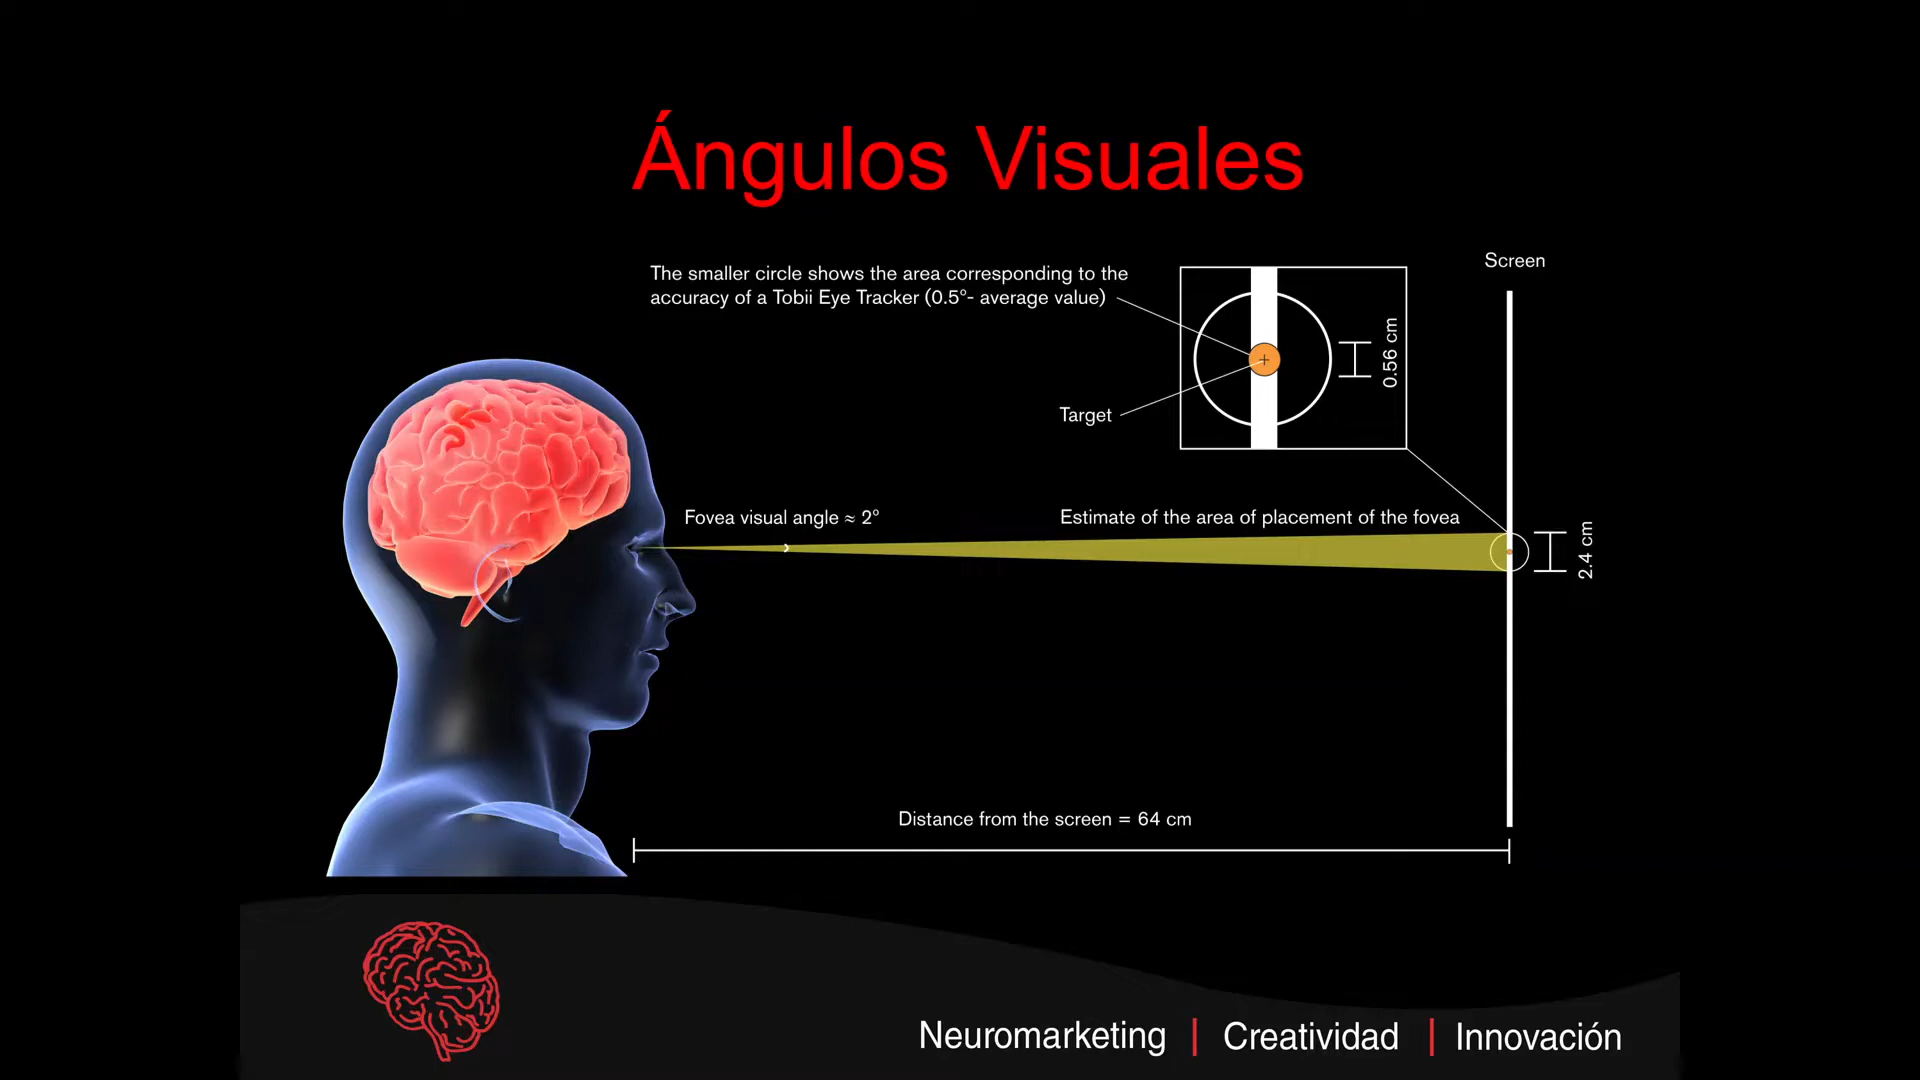 Ángulos Visuales
The smaller circle shows the area corresponding to the
accuracy of a Tobii Eye Tracker (0.5°- average value)
Screen
0.56 cm
Target
Fovea visual angle ≈ 2°
Estimate of the area of placement of the fovea
2.4 cm
Distance from the screen = 64 cm
Neuromarketing | Creatividad | Innovación